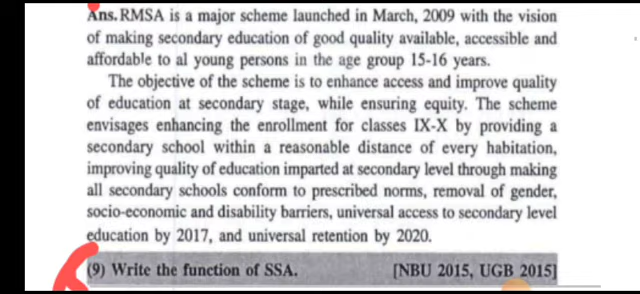 Ans. RMSA is a major scheme launched in March, 2009 with the vision
of making secondary education of good quality available, accessible and
affordable to al young persons in the age group 15-16 years.
The objective of the scheme is to enhance access and improve quality
of education at secondary stage, while ensuring equity. The scheme
envisages enhancing the enrollment for classes IX-X by providing a
secondary school within a reasonable distance of every habitation,
improving quality of education imparted at secondary level through making
all secondary schools conform to prescribed norms, removal of gender,
socio-economic and disability barriers, universal access to secondary level
education by 2017, and universal retention by 2020.
(9) Write the function of SSA. [NBU 2015, UGB 2015]